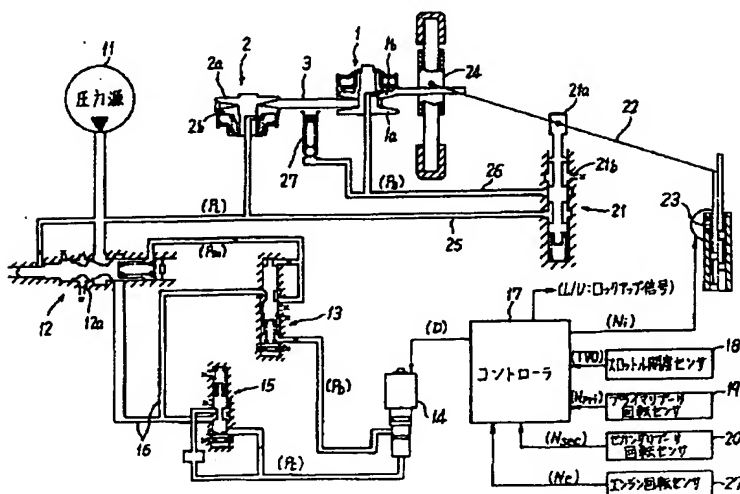 11
圧力源
2
2a
2b
3
27
1
1b
1a
24
21a
22
21b
26
21
25
23
(PL)
(Ps)
12
12a
(Pm)
13
15
16
(Pb)
(Pt)
14
(D)
17
コントローラ
(L/U:ロックアップ信号)
(Ni)
(TVO)
スロットル開度センサ
18
(Npri)
プライマリプーリ
回転センサ
19
(Nsec)
セカンダリプーリ
回転センサ
20
(Ne)
エンジン回転センサ
27